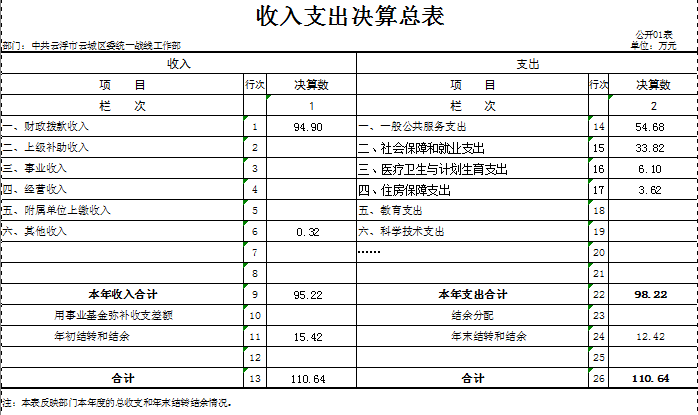 收入支出决算总表
公开01表
部门：中共云浮市云城区委统一战线工作部 单位：万元
收入 支出
项 目 行次 决算数 项 目 行次 决算数
栏 次 1 栏 次 2
一、财政拨款收入 1 94.90 一、一般公共服务支出 14 54.68
二、上级补助收入 2 二、社会保障和就业支出 15 33.82
三、事业收入 3 三、医疗卫生与计划生育支出 16 6.10
四、经营收入 4 四、住房保障支出 17 3.62
五、附属单位上缴收入 5 五、教育支出 18
六、其他收入 6 0.32 六、科学技术支出 19
7 …… 20
8 21
本年收入合计 9 95.22 本年支出合计 22 98.22
用事业基金弥补收支差额 10 结余分配 23
年初结转和结余 11 15.42 年末结转和结余 24 12.42
12 25
合计 13 110.64 合计 26 110.64
注：本表反映部门本年度的总收支和年末结转结余情况。